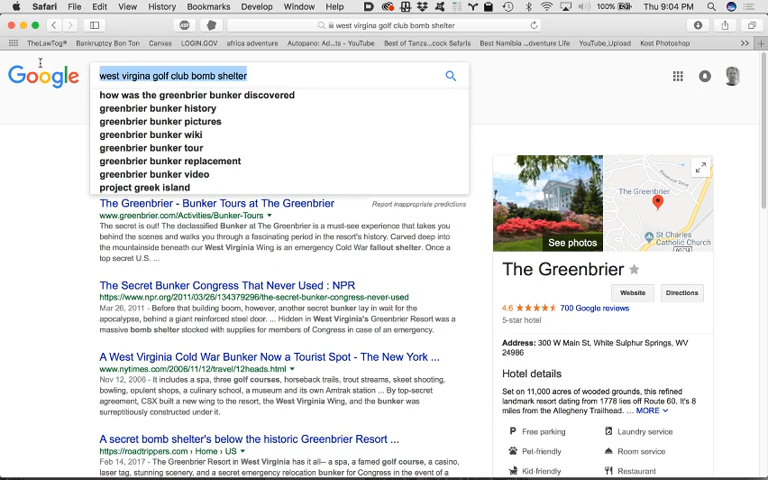 Safari File Edit View History Bookmarks Develop Window Help 100% Thu 9:04 PM
west virgina golf club bomb shelter
TheLawTog® Bankruptcy Bon Ton Canvas LOGIN.GOV africa adventure Autopano: Ad...ts - YouTube Best of Tanza...cock Safaris Best Namibia ...dventure Life YouTube_Upload Kost Photoshop
Google
west virgina golf club bomb shelter
how was the greenbrier bunker discovered
greenbrier bunker history
greenbrier bunker pictures
greenbrier bunker wiki
greenbrier bunker tour
greenbrier bunker replacement
greenbrier bunker video
project greek island
Report inappropriate predictions
The Greenbrier - Bunker Tours at The Greenbrier
www.greenbrier.com/Activities/Bunker-Tours
The secret is out! The declassified Bunker at The Greenbrier is a must-see experience that takes you
behind the scenes and walks you through a fascinating period in the resort's history. Carved deep into
the mountainside beneath our West Virginia Wing is an emergency Cold War fallout shelter. Once a
top secret U.S. ...
The Secret Bunker Congress That Never Used : NPR
https://www.npr.org/2011/03/26/134379296/the-secret-bunker-congress-never-used
Mar 26, 2011 - Before that building boom, however, another secret bunker lay in wait for the
apocalypse, behind a giant reinforced steel door. ... Hidden in West Virginia's Greenbrier Resort was a
massive bomb shelter stocked with supplies for members of Congress in case of an emergency.
A West Virginia Cold War Bunker Now a Tourist Spot - The New York ...
www.nytimes.com/2006/11/12/travel/12heads.html
Nov 12, 2006 - It includes a spa, three golf courses, horseback trails, trout streams, skeet shooting,
bowling, opulent shops, a culinary school, a museum and its own Amtrak station ... By top-secret
agreement, CSX built a new wing to the resort, the West Virginia Wing, and the bunker was
surreptitiously constructed under it.
A secret bomb shelter's below the historic Greenbrier Resort ...
https://roadtrippers.com › Home › US
Feb 14, 2017 - The Greenbrier Resort in West Virginia has it all-- a spa, a famed golf course, a casino,
laser tag, stunning scenery, and a secret emergency relocation bunker for Congress in the event of a
See photos
The Greenbrier
St Charles
Catholic Church
The Greenbrier
Website Directions
4.6 700 Google reviews
5-star hotel
Address: 300 W Main St, White Sulphur Springs, WV
24986
Hotel details
Set on 11,000 acres of wooded grounds, this refined
landmark resort dating from 1778 lies off Route 60. It's 8
miles from the Allegheny Trailhead. ... MORE
Free parking Laundry service
Pet-friendly Room service
Kid-friendly Restaurant